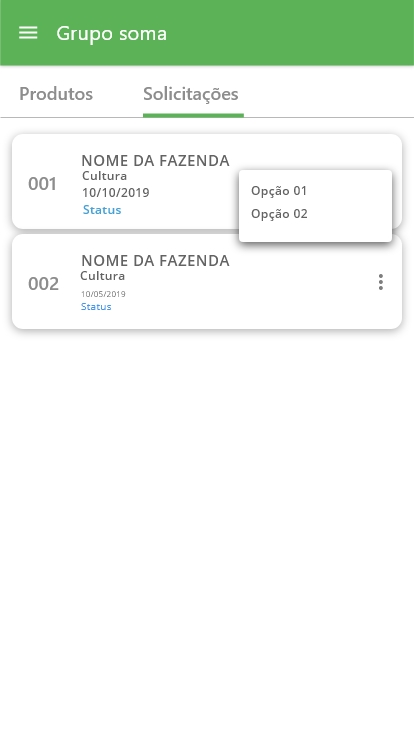 Grupo soma
Produtos
Solicitações
001
NOME DA FAZENDA
Cultura
10/10/2019
Status
Opção 01
Opção 02
002
NOME DA FAZENDA
Cultura
10/05/2019
Status